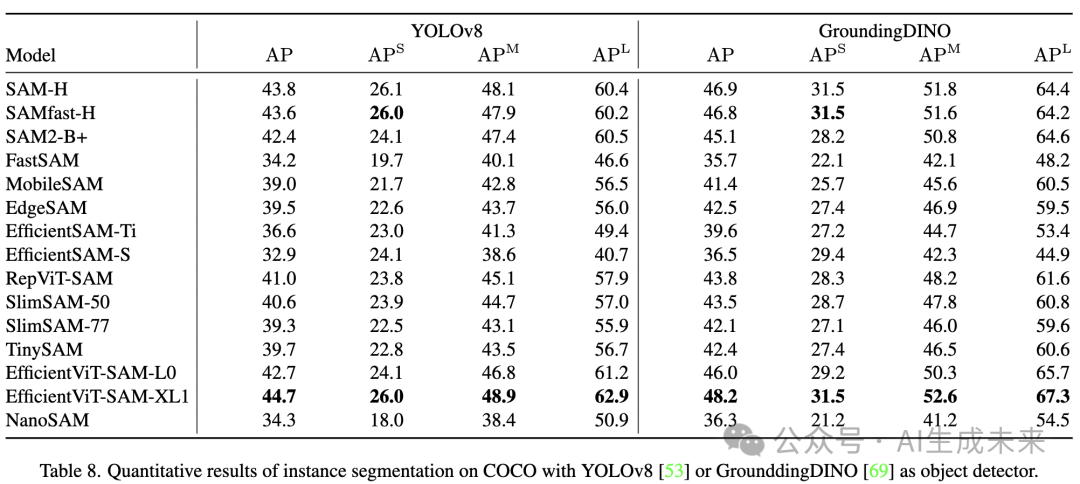 YOLOv8 GroundingDINO
Model AP APS APM APL AP APS APM APL
SAM-H 43.8 26.1 48.1 60.4 46.9 31.5 51.8 64.4
SAMfast-H 43.6 26.0 47.9 60.2 46.8 31.5 51.6 64.2
SAM2-B+ 42.4 24.1 47.4 60.5 45.1 28.2 50.8 64.6
FastSAM 34.2 19.7 40.1 46.6 35.7 22.1 42.1 48.2
MobileSAM 39.0 21.7 42.8 56.5 41.4 25.7 45.6 60.5
EdgeSAM 39.5 22.6 43.7 56.0 42.5 27.4 46.9 59.5
EfficientSAM-Ti 36.6 23.0 41.3 49.4 39.6 27.2 44.7 53.4
EfficientSAM-S 32.9 24.1 38.6 40.7 36.5 29.4 42.3 44.9
RepViT-SAM 41.0 23.8 45.1 57.9 43.8 28.3 48.2 61.6
SlimSAM-50 40.6 23.9 44.7 57.0 43.5 28.7 47.8 60.8
SlimSAM-77 39.3 22.5 43.1 55.9 42.1 27.1 46.0 59.6
TinySAM 39.7 22.8 43.5 56.7 42.4 27.4 46.5 60.6
EfficientViT-SAM-L0 42.7 24.1 46.8 61.2 46.0 29.2 50.3 65.7
EfficientViT-SAM-XL1 44.7 26.0 48.9 62.9 48.2 31.5 52.6 67.3
NanoSAM 34.3 18.0 38.4 50.9 36.3 21.2 41.2 54.5
公众号·AI生成未来
Table 8. Quantitative results of instance segmentation on COCO with YOLOv8 [53] or GrounddingDINO [69] as object detector.